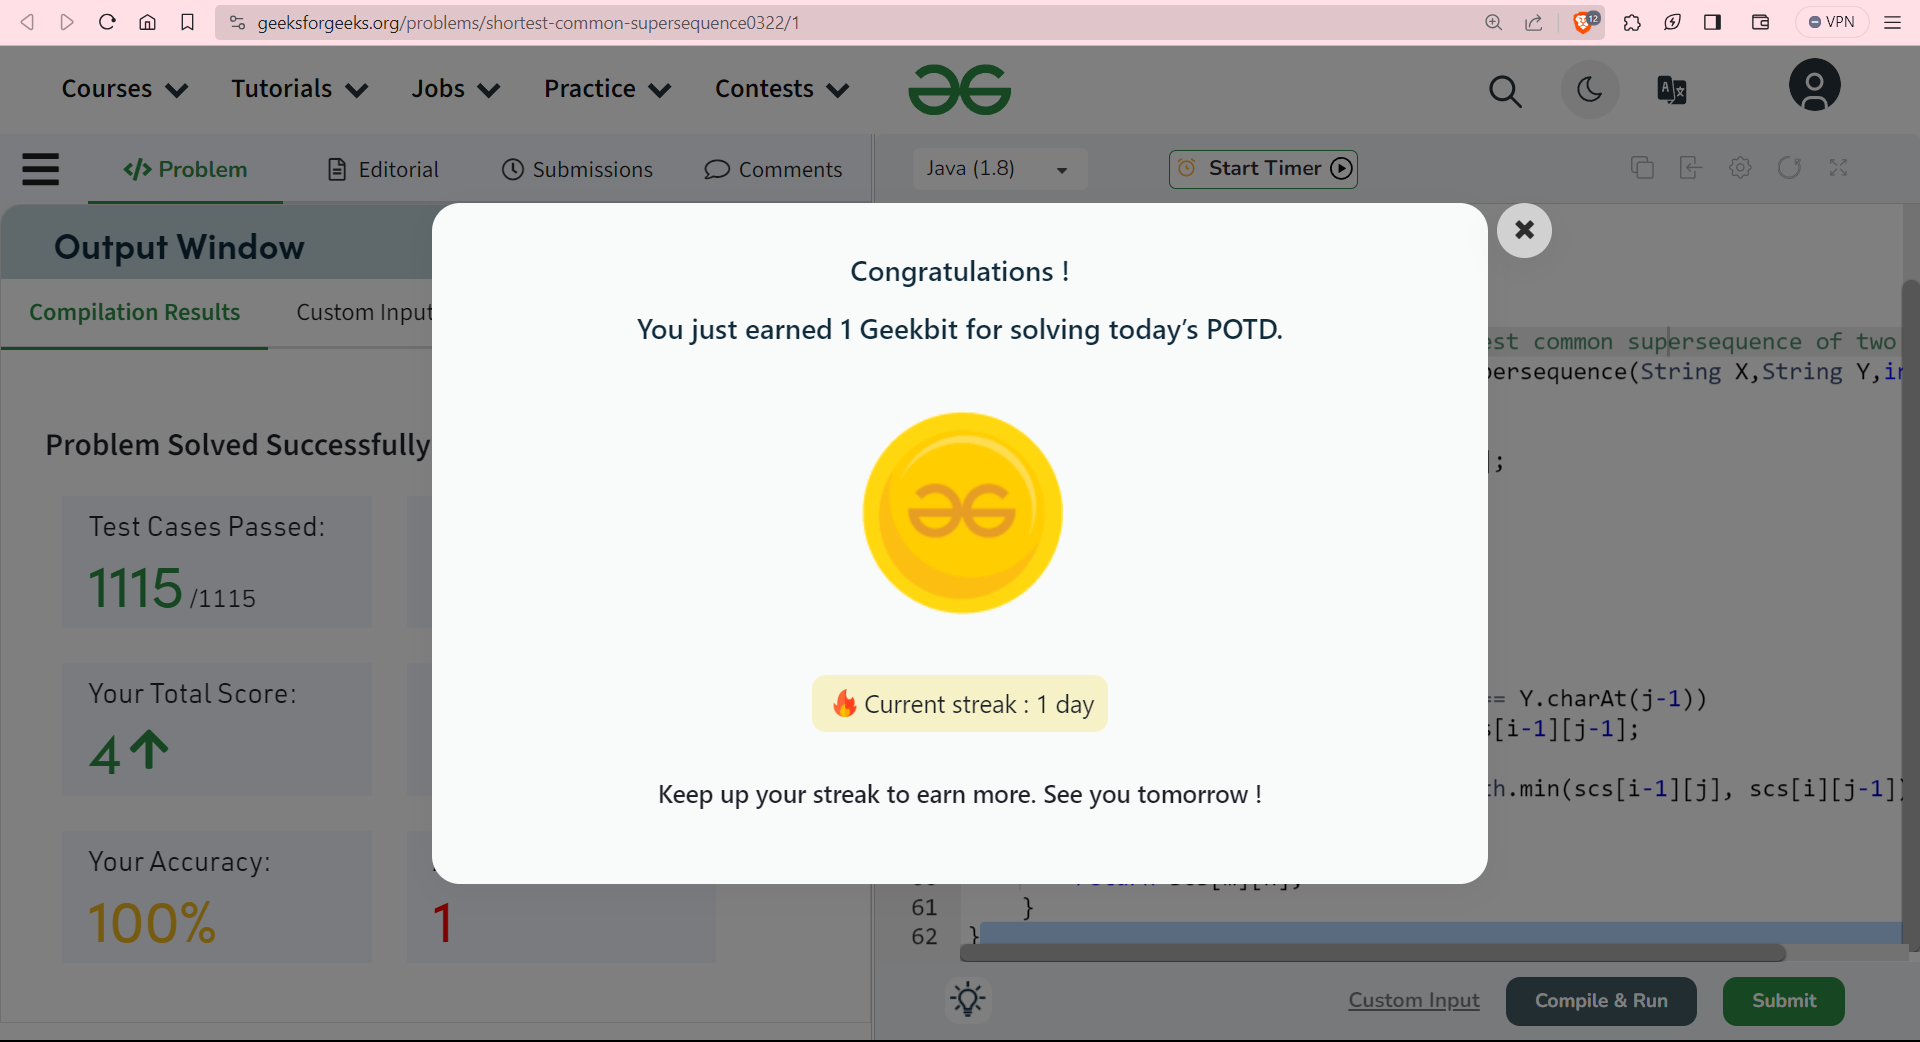 geeksforgeeks.org/problems/shortest-common-supersequence0322/1
12
VPN
Courses
Tutorials
Jobs
Practice
Contests
Problem
Editorial
Submissions
Comments
Java (1.8)
Start Timer
Output Window
Compilation Results
Custom Input
Problem Solved Successfully
Test Cases Passed:
1115 /1115
Your Total Score:
4
Your Accuracy:
100%
1
Congratulations !
You just earned 1 Geekbit for solving today's POTD.
Current streak : 1 day
Keep up your streak to earn more. See you tomorrow !
est common supersequence of two
persequence(String X,String Y,in
];
== Y.charAt(j-1))
s[i-1][j-1];
th.min(scs[i-1][j], scs[i][j-1])
61 }
62 }
Custom Input
Compile & Run
Submit